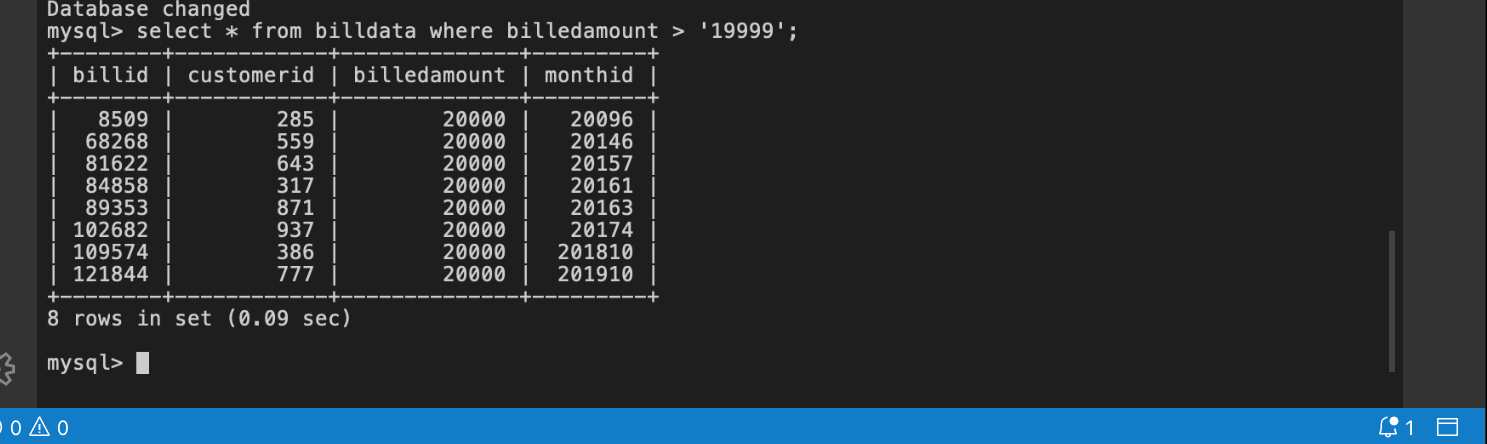 Database changed
mysql> select * from billdata where billedamount > '19999';
+--------+------------+--------------+---------+
| billid | customerid | billedamount | monthid |
+--------+------------+--------------+---------+
|   8509 |        285 |        20000 |   20096 |
|  68268 |        559 |        20000 |   20146 |
|  81622 |        643 |        20000 |   20157 |
|  84858 |        317 |        20000 |   20161 |
|  89353 |        871 |        20000 |   20163 |
| 102682 |        937 |        20000 |   20174 |
| 109574 |        386 |        20000 |  201810 |
| 121844 |        777 |        20000 |  201910 |
+--------+------------+--------------+---------+
8 rows in set (0.09 sec)
mysql>
0 0 1